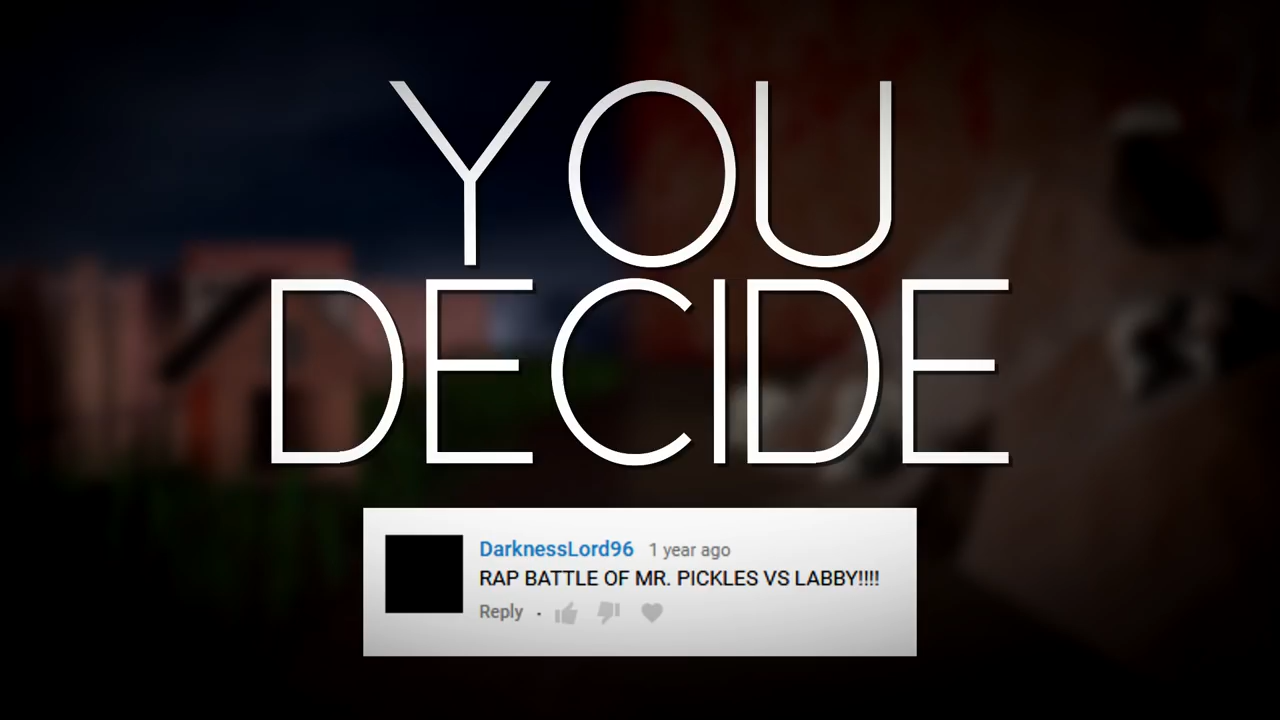 YOU
DECIDE
DarknessLord96 1 year ago
RAP BATTLE OF MR. PICKLES VS LABBY!!!!
Reply ·